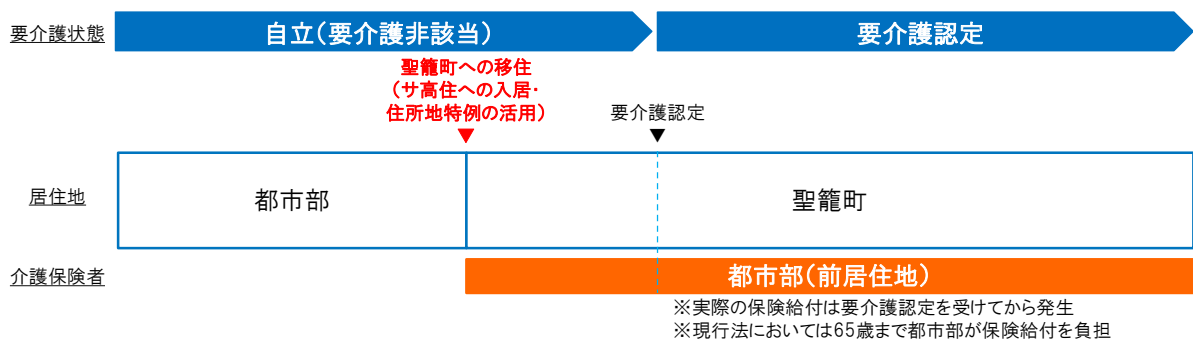 要介護状態
自立(要介護非該当)
要介護認定
聖籠町への移住
(サ高住への入居・
住所地特例の活用)
要介護認定
居住地
都市部
聖籠町
介護保険者
都市部(前居住地)
※実際の保険給付は要介護認定を受けてから発生
※現行法においては65歳まで都市部が保険給付を負担